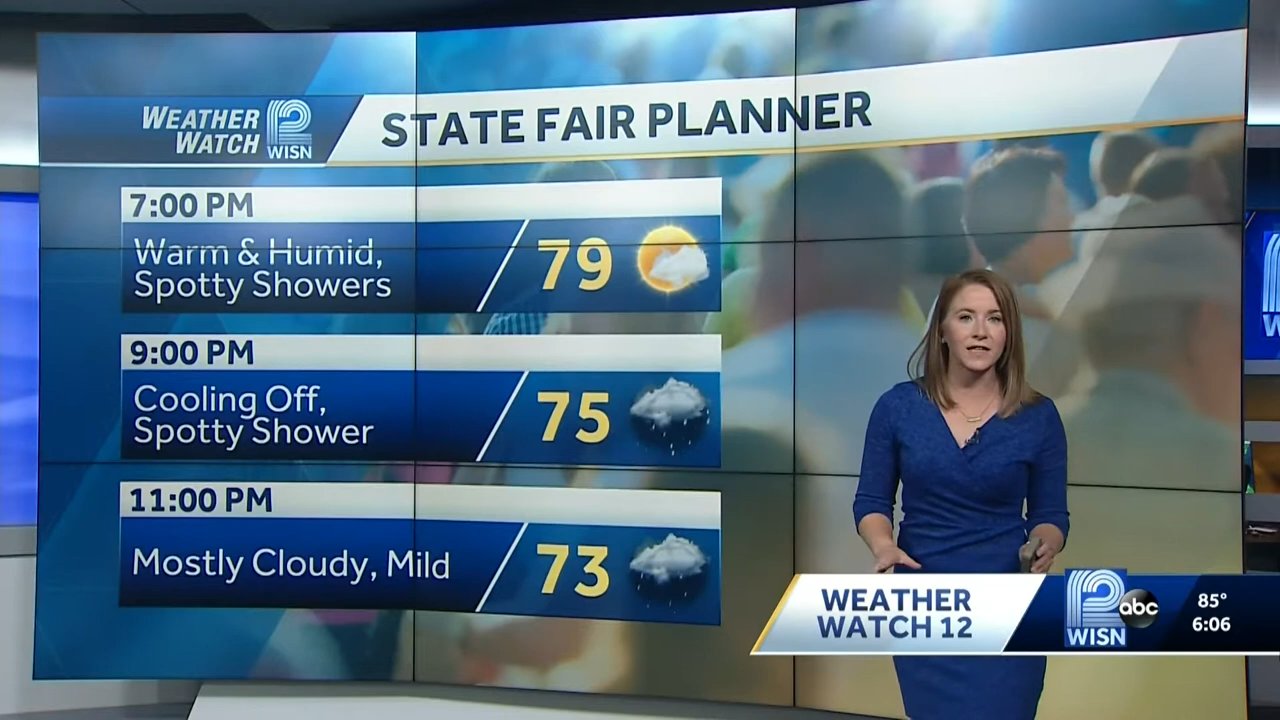 WEATHER
WATCH
12
WISN
STATE FAIR PLANNER
7:00 PM
Warm & Humid,
Spotty Showers
79
9:00 PM
Cooling Off,
Spotty Shower
75
11:00 PM
Mostly Cloudy, Mild
73
WEATHER
WATCH 12
12
WISN
abc
85°
6:06